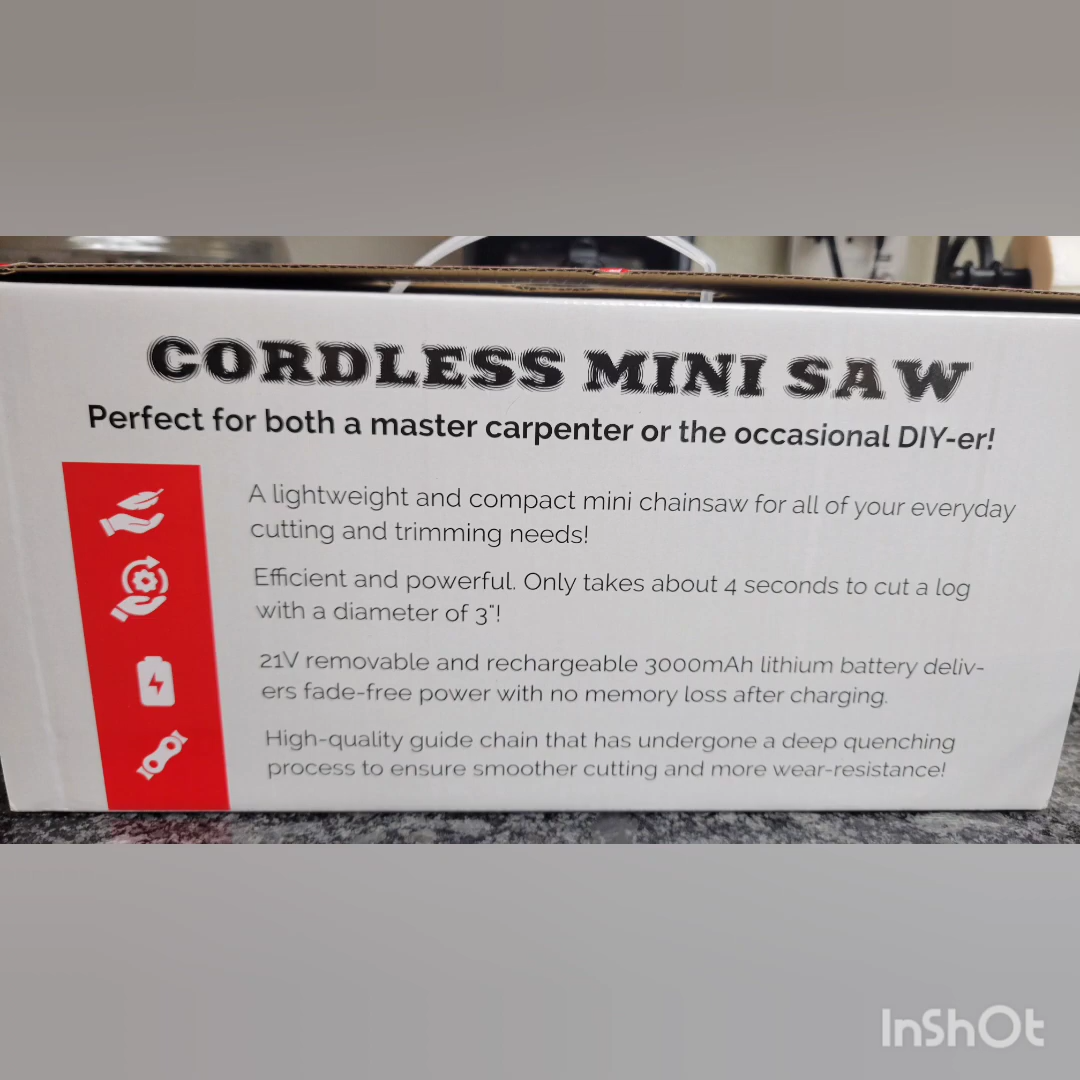 CORDLESS MINI SAW
Perfect for both a master carpenter or the occasional DIY-er!
A lightweight and compact mini chainsaw for all of your everyday
cutting and trimming needs!
Efficient and powerful. Only takes about 4 seconds to cut a log
with a diameter of 3"!
21V removable and rechargeable 3000mAh lithium battery deliv-
ers fade-free power with no memory loss after charging.
High-quality guide chain that has undergone a deep quenching
process to ensure smoother cutting and more wear-resistance!
InShOt